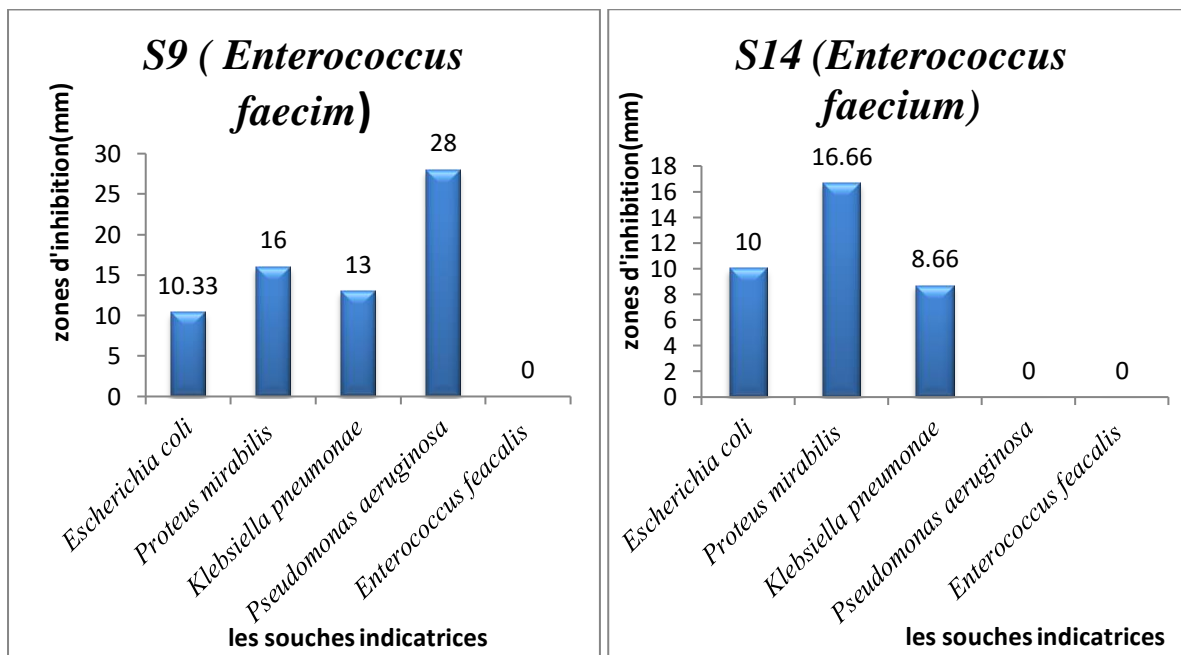 S9 ( Enterococcus
faecim)
zones d'inhibition(mm)
30
25
20
15
10
5
0
10.33
16
13
28
0
Escherichia coli
Proteus mirabilis
Klebsiella pneumonae
Pseudomonas aeruginosa
Enterococcus feacalis
les souches indicatrices
S14 (Enterococcus
faecium)
zones d'inhibition(mm)
18
16
14
12
10
8
6
4
2
0
10
16.66
8.66
0
0
Escherichia coli
Proteus mirabilis
Klebsiella pneumonae
Pseudomonas aeruginosa
Enterococcus feacalis
les souches indicatrices